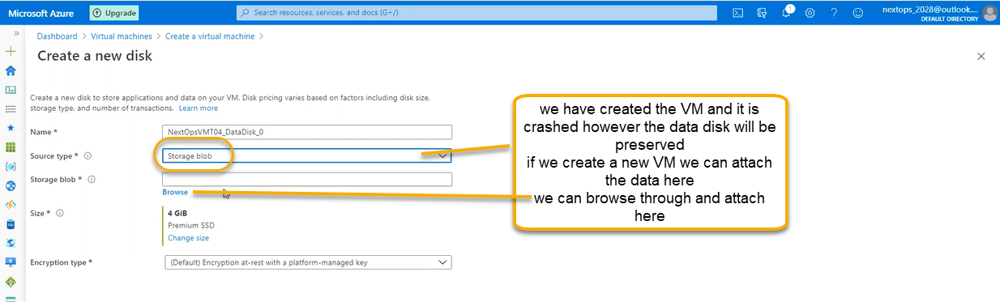 Microsoft Azure
Upgrade
Search resources, services, and docs (G+/)
1
nextops_2028@outlook....
DEFAULT DIRECTORY
Dashboard > Virtual machines > Create a virtual machine >
Create a new disk
Create a new disk to store applications and data on your VM. Disk pricing varies based on factors including disk size,
storage type, and number of transactions. Learn more
Name *
NextOpsVMT04_DataDisk_0
Source type *
Storage blob
Storage blob *
Browse
Size *
4 GiB
Premium SSD
Change size
Encryption type *
(Default) Encryption at-rest with a platform-managed key
we have created the VM and it is
crashed however the data disk will be
preserved
if we create a new VM we can attach
the data here
we can browse through and attach
here